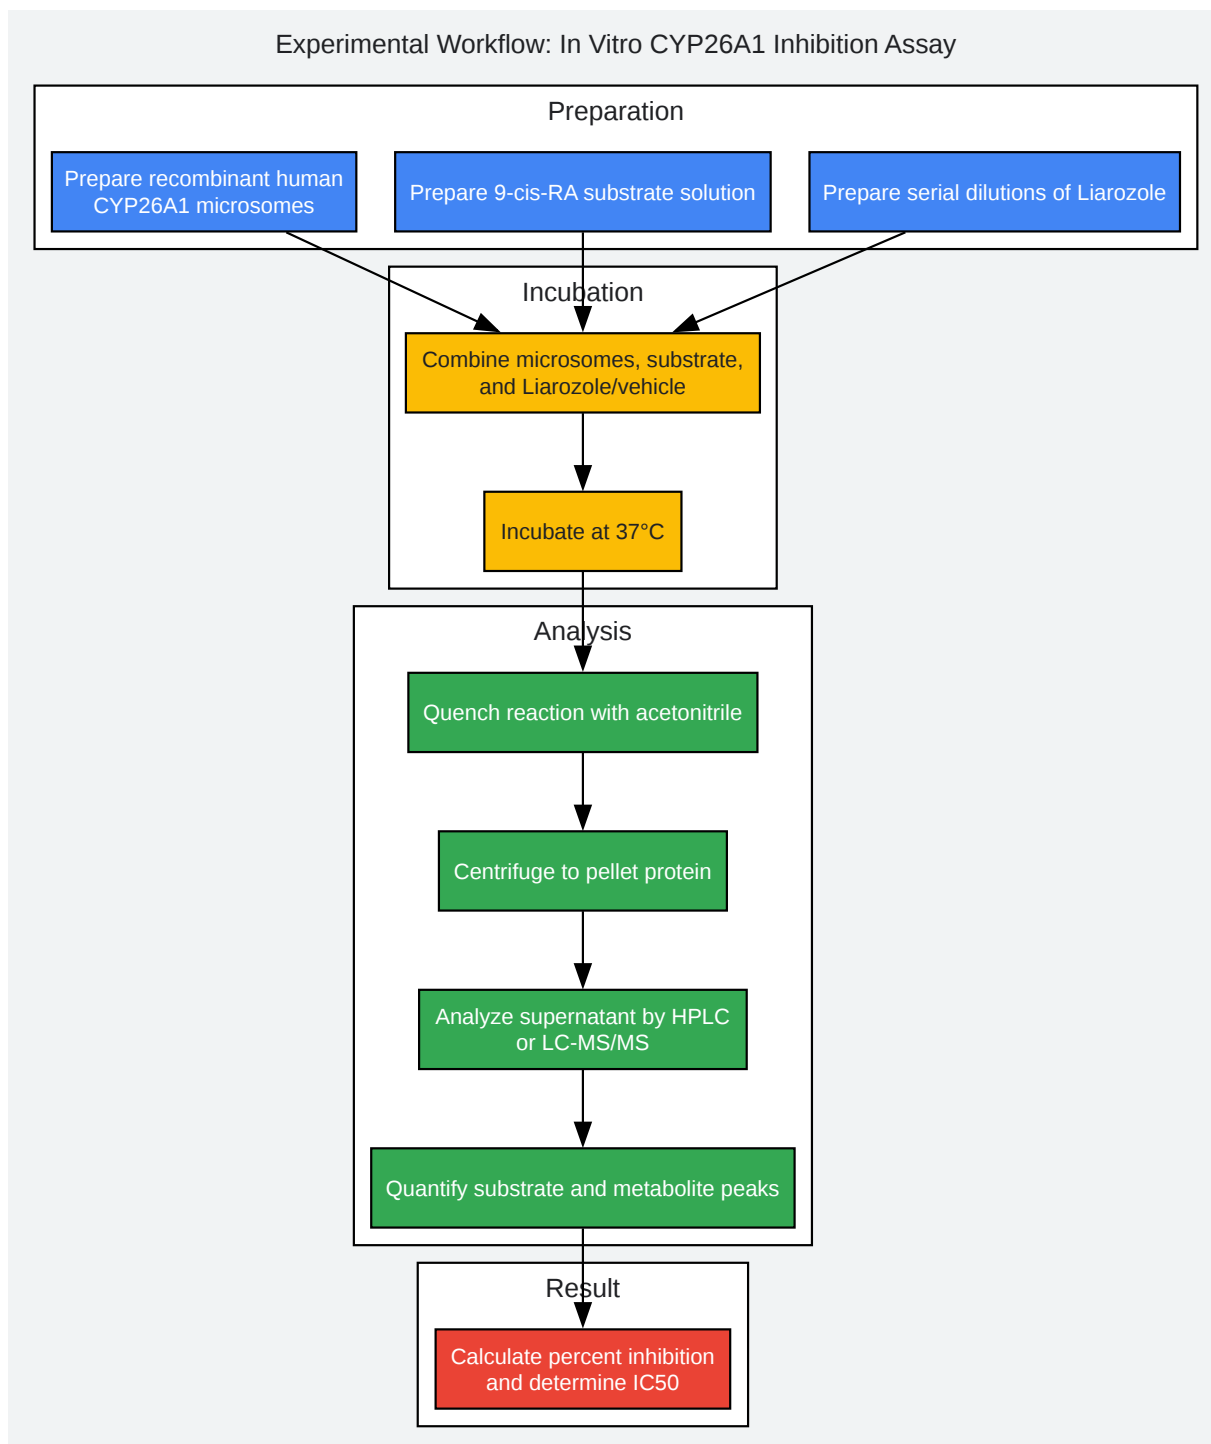 Experimental Workflow: In Vitro CYP26A1 Inhibition Assay
Preparation
Prepare recombinant human
CYP26A1 microsomes
Prepare 9-cis-RA substrate solution
Prepare serial dilutions of Liarozole
Incubation
Combine microsomes, substrate,
and Liarozole/vehicle
Incubate at 37°C
Analysis
Quench reaction with acetonitrile
Centrifuge to pellet protein
Analyze supernatant by HPLC
or LC-MS/MS
Quantify substrate and metabolite peaks
Result
Calculate percent inhibition
and determine IC50